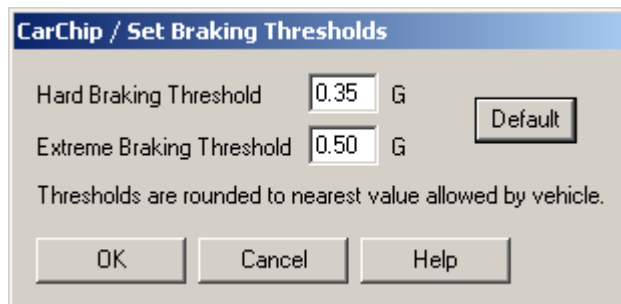 CarChip / Set Braking Thresholds
Hard Braking Threshold 0.35 G
Default
Extreme Braking Threshold 0.50 G
Thresholds are rounded to nearest value allowed by vehicle.
OK Cancel Help